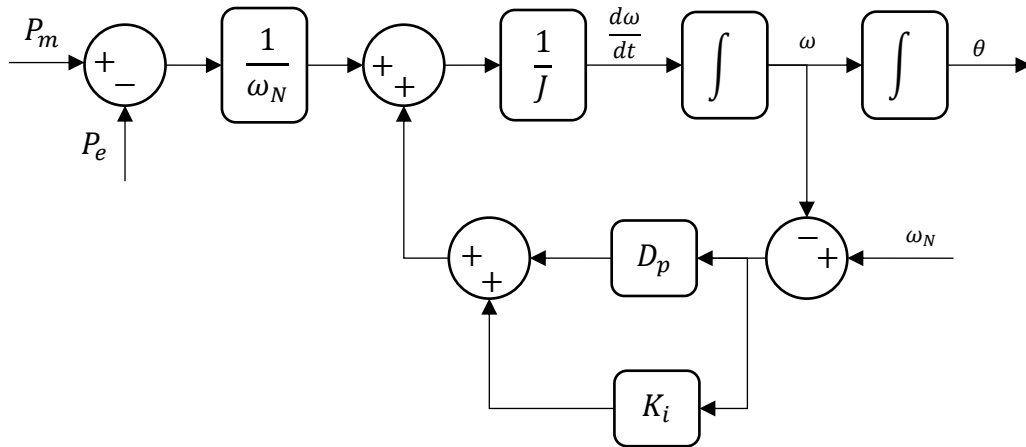 P_m
+
−
P_e
1
ω_N
+
+
1
J
dω
dt
∫
ω
∫
θ
−
+
ω_N
D_p
+
+
K_i